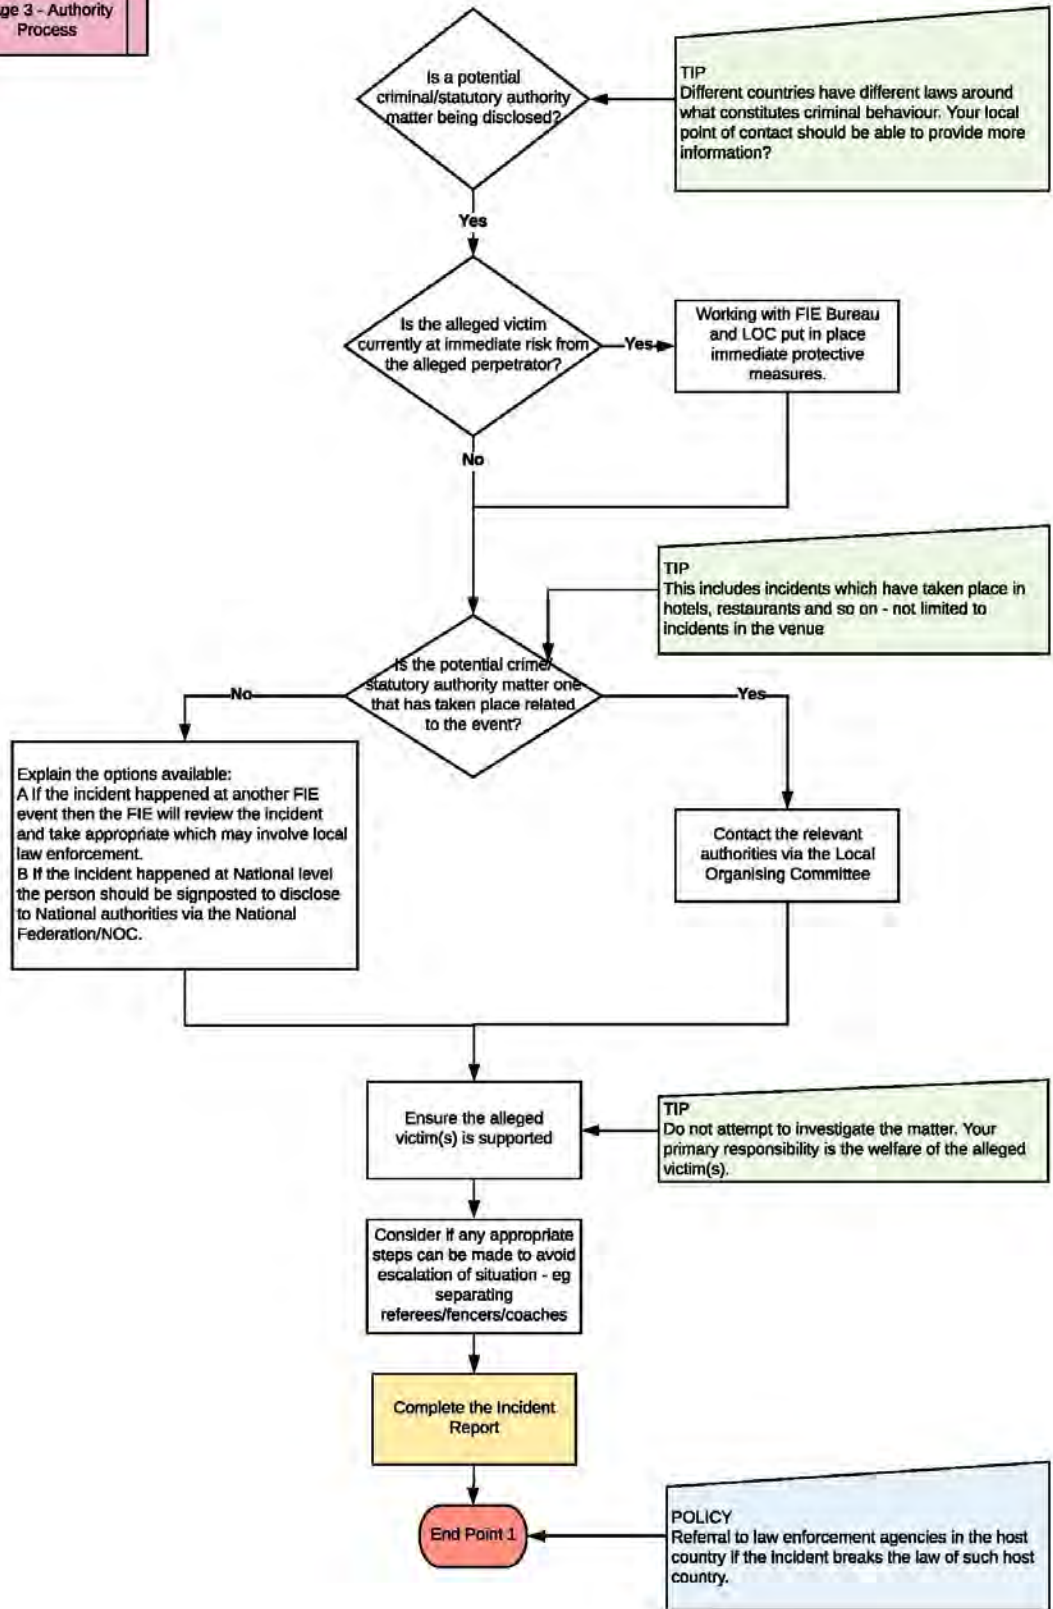 ge 3 - Authority
Process
Is a potential
criminal/statutory authority
matter being disclosed?
TIP
Different countries have different laws around
what constitutes criminal behaviour. Your local
point of contact should be able to provide more
information?
Yes
Is the alleged victim
currently at immediate risk from
the alleged perpetrator?
Yes
Working with FIE Bureau
and LOC put in place
immediate protective
measures.
No
TIP
This includes incidents which have taken place in
hotels, restaurants and so on - not limited to
incidents in the venue
Is the potential crime/
statutory authority matter one
that has taken place related
to the event?
No
Yes
Explain the options available:
A If the incident happened at another FIE
event then the FIE will review the incident
and take appropriate which may involve local
law enforcement.
B If the incident happened at National level
the person should be signposted to disclose
to National authorities via the National
Federation/NOC.
Contact the relevant
authorities via the Local
Organising Committee
Ensure the alleged
victim(s) is supported
TIP
Do not attempt to investigate the matter. Your
primary responsibility is the welfare of the alleged
victim(s).
Consider if any appropriate
steps can be made to avoid
escalation of situation - eg
separating
referees/fencers/coaches
Complete the Incident
Report
End Point 1
POLICY
Referral to law enforcement agencies in the host
country if the incident breaks the law of such host
country.